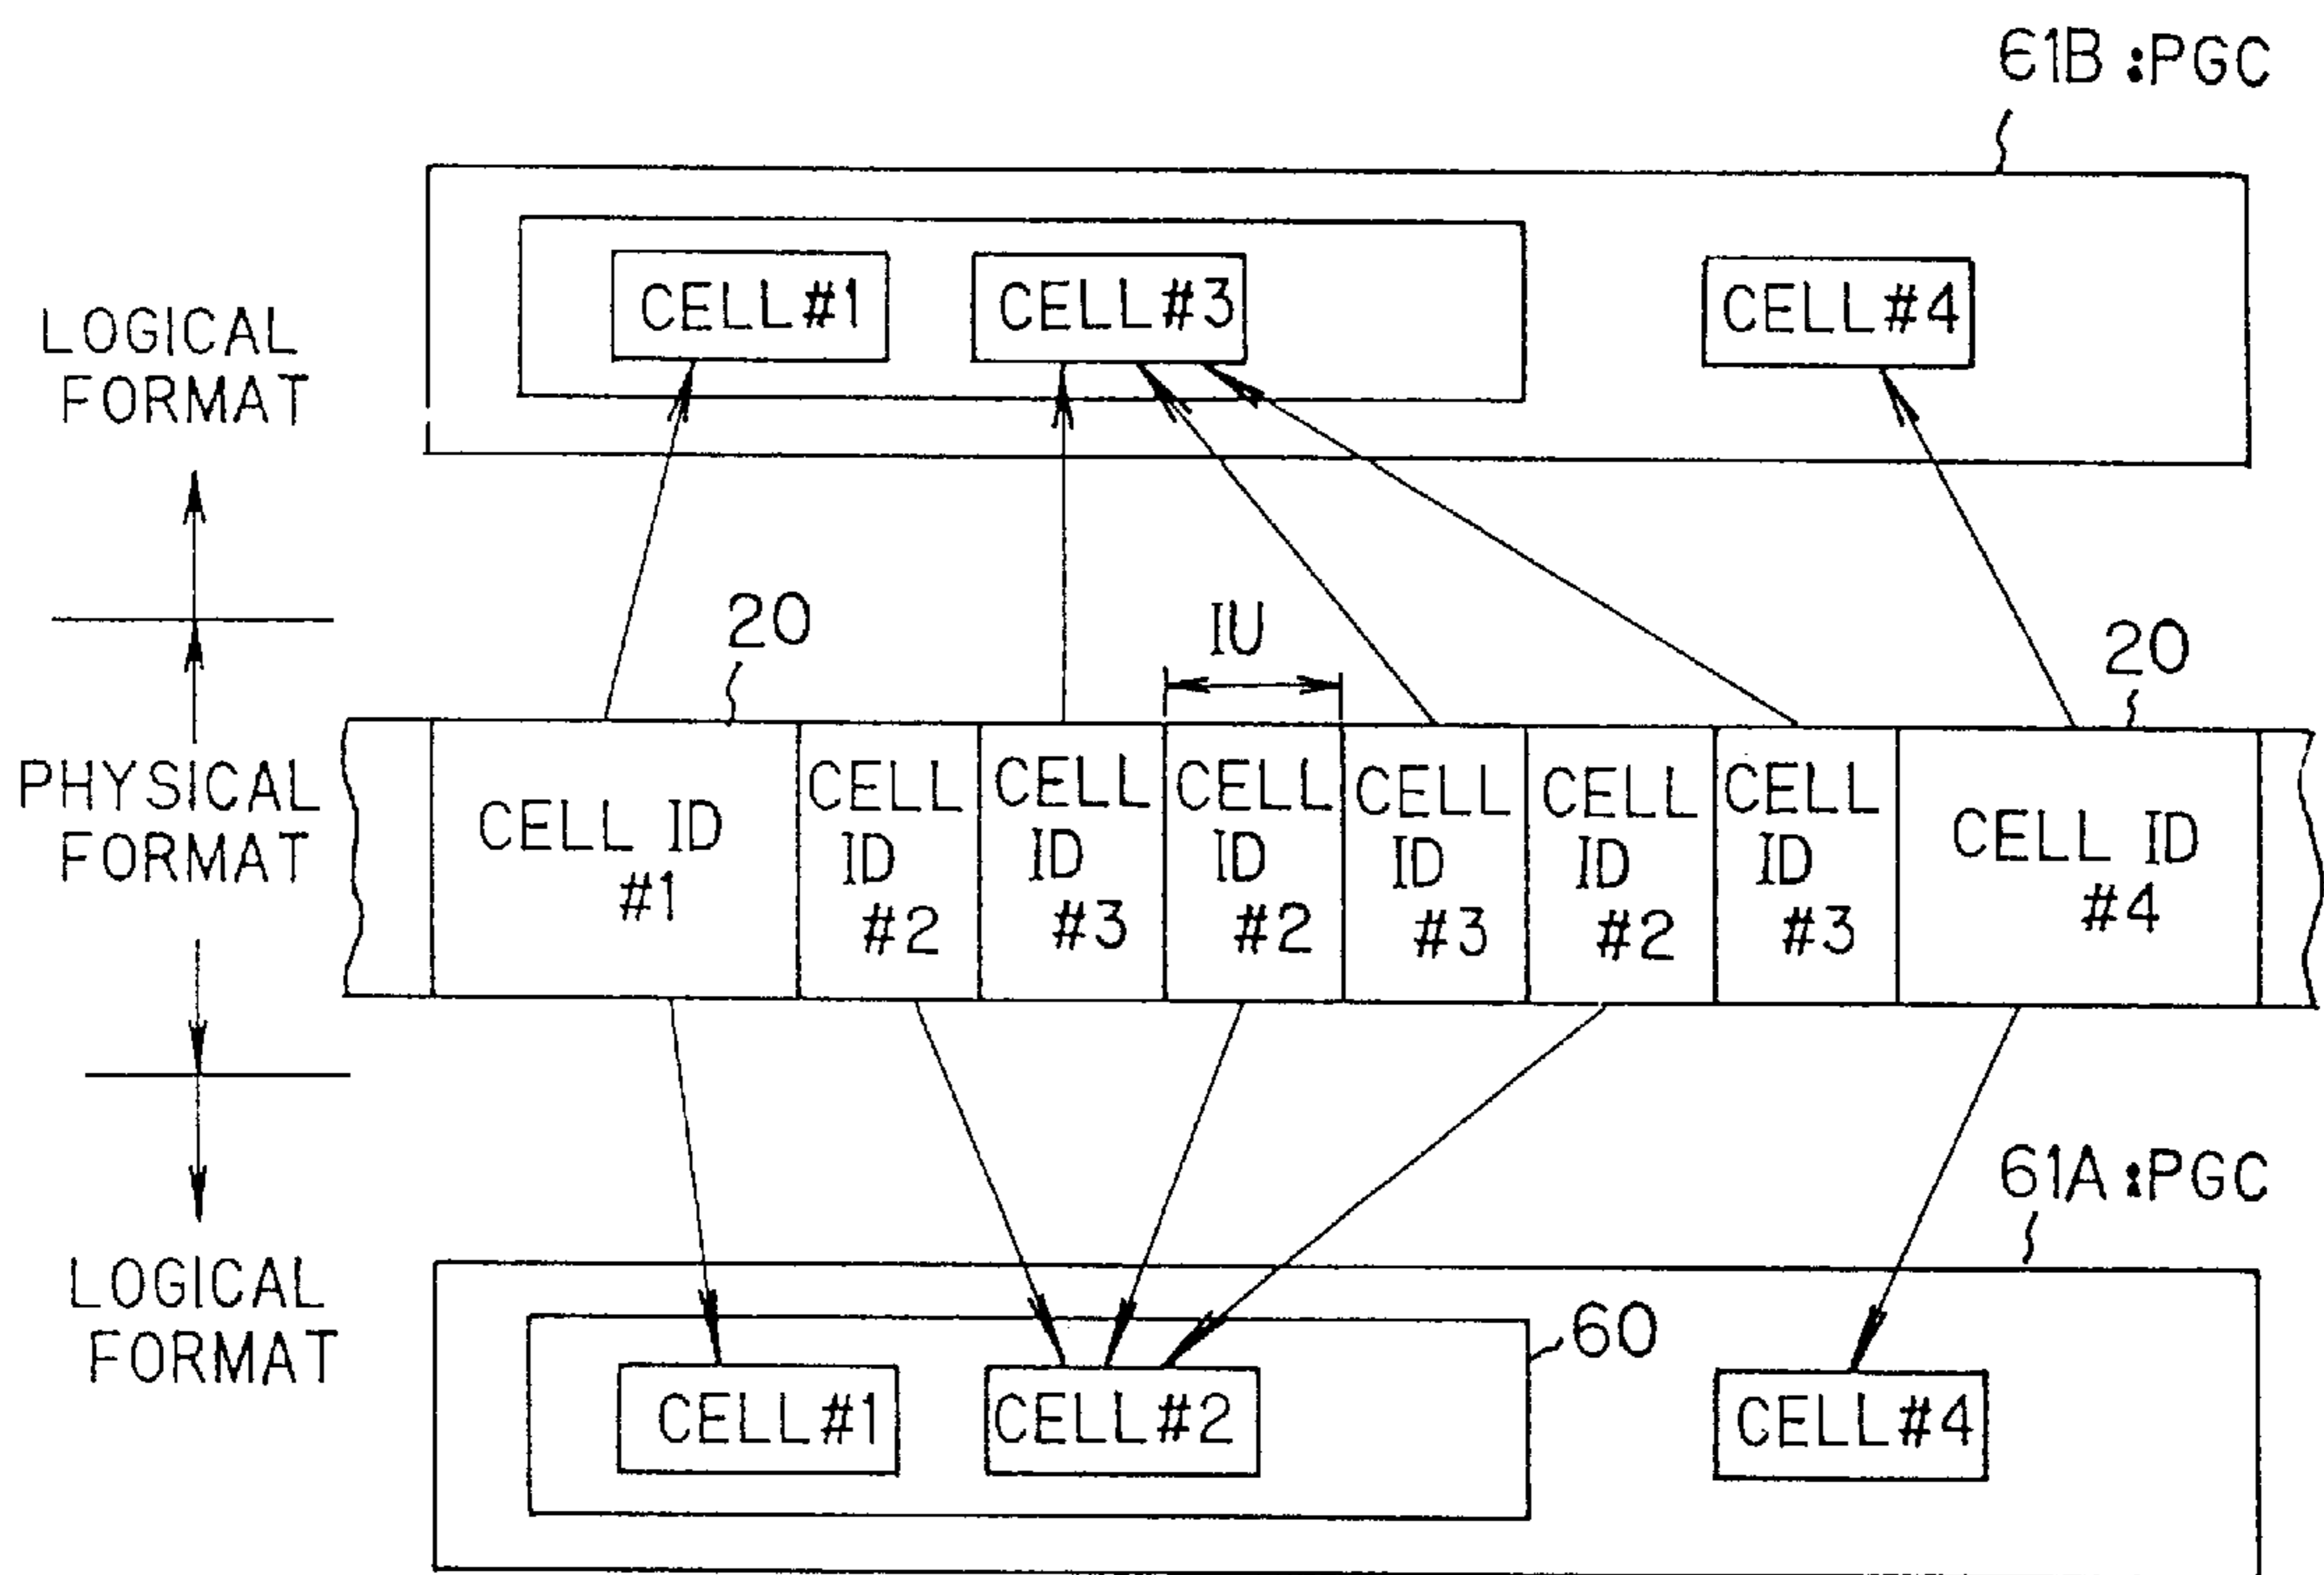 61B :PGC
CELL#1
CELL#3
CELL#4
LOGICAL
FORMAT
20
IU
20
PHYSICAL
FORMAT
CELL ID
#1
CELL
ID
#2
CELL
ID
#3
CELL
ID
#2
CELL
ID
#3
CELL
ID
#2
CELL
ID
#3
CELL ID
#4
61A :PGC
LOGICAL
FORMAT
60
CELL#1
CELL#2
CELL#4